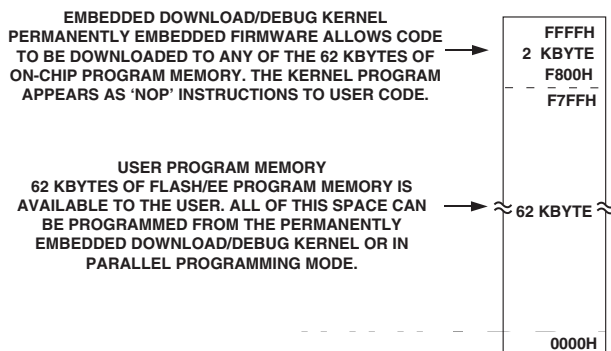 EMBEDDED DOWNLOAD/DEBUG KERNEL
PERMANENTLY EMBEDDED FIRMWARE ALLOWS CODE
TO BE DOWNLOADED TO ANY OF THE 62 KBYTES OF
ON-CHIP PROGRAM MEMORY. THE KERNEL PROGRAM
APPEARS AS ‘NOP’ INSTRUCTIONS TO USER CODE.
FFFFH
2 KBYTE
F800H
F7FFH
USER PROGRAM MEMORY
62 KBYTES OF FLASH/EE PROGRAM MEMORY IS
AVAILABLE TO THE USER. ALL OF THIS SPACE CAN
BE PROGRAMMED FROM THE PERMANENTLY
EMBEDDED DOWNLOAD/DEBUG KERNEL OR IN
PARALLEL PROGRAMMING MODE.
62 KBYTE
0000H